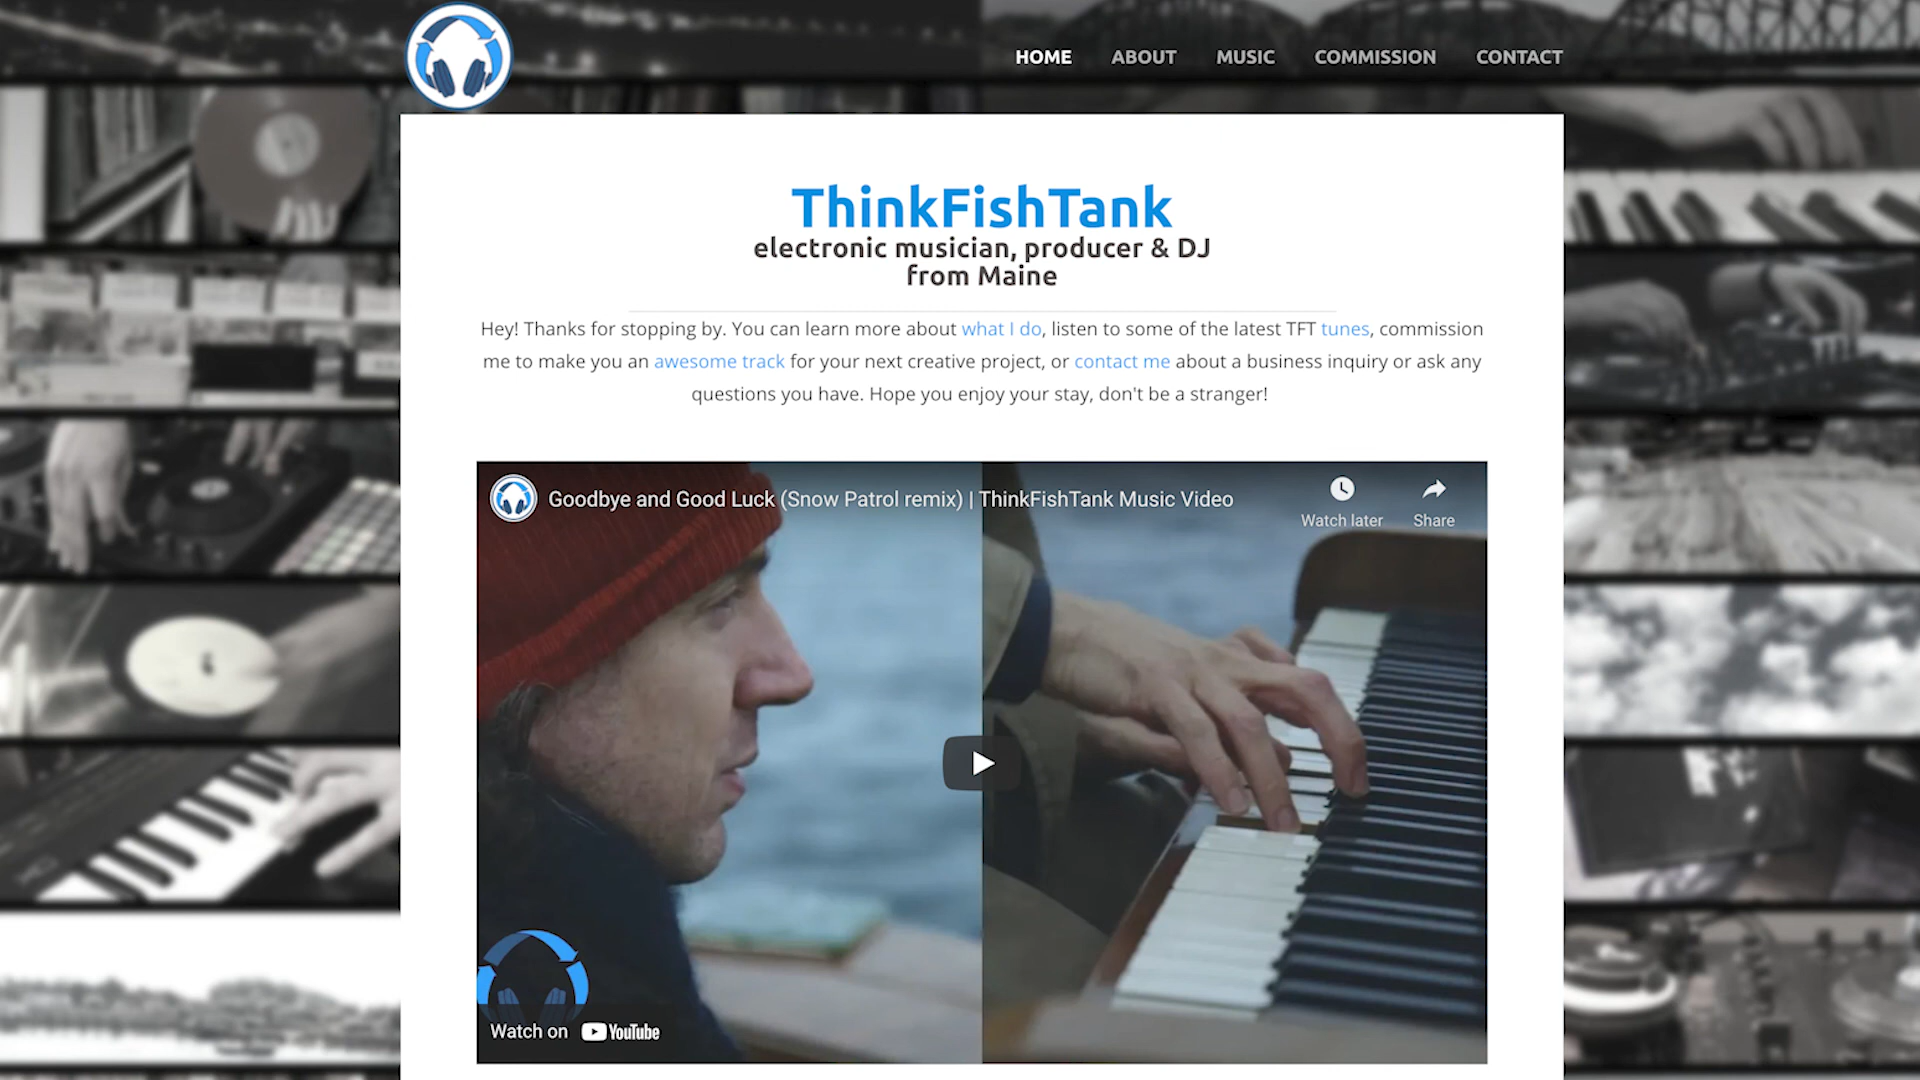 HOME ABOUT MUSIC COMMISSION CONTACT
ThinkFishTank
electronic musician, producer & DJ
from Maine
Hey! Thanks for stopping by. You can learn more about what I do, listen to some of the latest TFT tunes, commission
me to make you an awesome track for your next creative project, or contact me about a business inquiry or ask any
questions you have. Hope you enjoy your stay, don't be a stranger!
Goodbye and Good Luck (Snow Patrol remix) | ThinkFishTank Music Video
Watch later
Share
Watch on YouTube